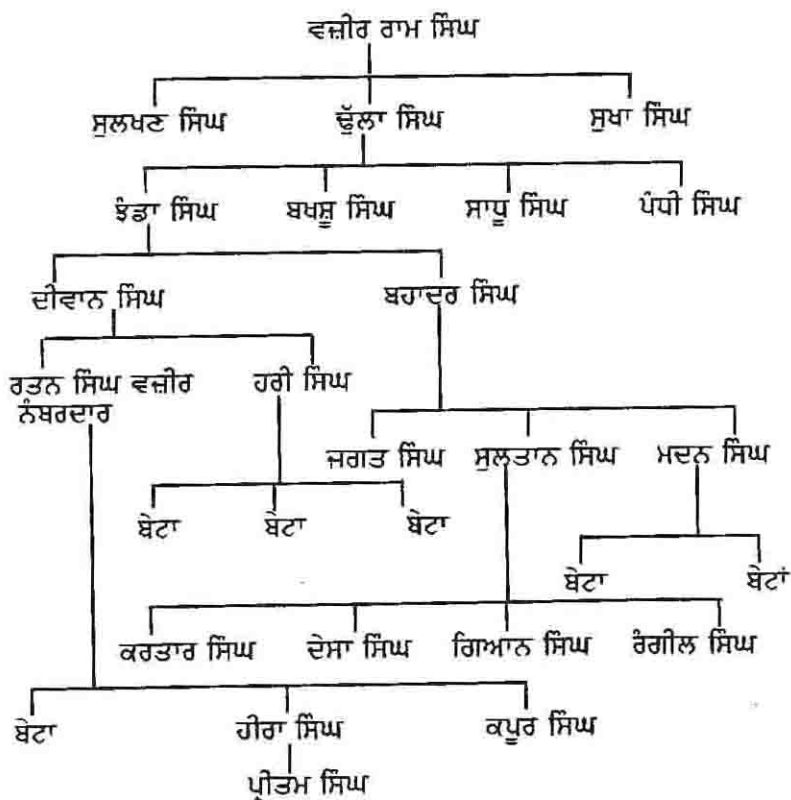 ਵਜ਼ੀਰ ਰਾਮ ਸਿੰਘ
ਸੁਲਖਣ ਸਿੰਘ ਢੁੱਲਾ ਸਿੰਘ ਸੁਖਾ ਸਿੰਘ
ਝੰਡਾ ਸਿੰਘ ਬਖਸ਼ੂ ਸਿੰਘ ਸਾਧੂ ਸਿੰਘ ਪੰਧੀ ਸਿੰਘ
ਦੀਵਾਨ ਸਿੰਘ ਬਹਾਦਰ ਸਿੰਘ
ਰਤਨ ਸਿੰਘ ਵਜ਼ੀਰ ਹਰੀ ਸਿੰਘ
ਨੰਬਰਦਾਰ
ਜਗਤ ਸਿੰਘ ਸੁਲਤਾਨ ਸਿੰਘ ਮਦਨ ਸਿੰਘ
ਬੇਟਾ ਬੇਟਾ ਬੇਟਾ
ਬੇਟਾ ਬੇਟਾਂ
ਕਰਤਾਰ ਸਿੰਘ ਦੇਸਾ ਸਿੰਘ ਗਿਆਨ ਸਿੰਘ ਰੰਗੀਲ ਸਿੰਘ
ਬੇਟਾ ਹੀਰਾ ਸਿੰਘ ਕਪੂਰ ਸਿੰਘ
ਪ੍ਰੀਤਮ ਸਿੰਘ